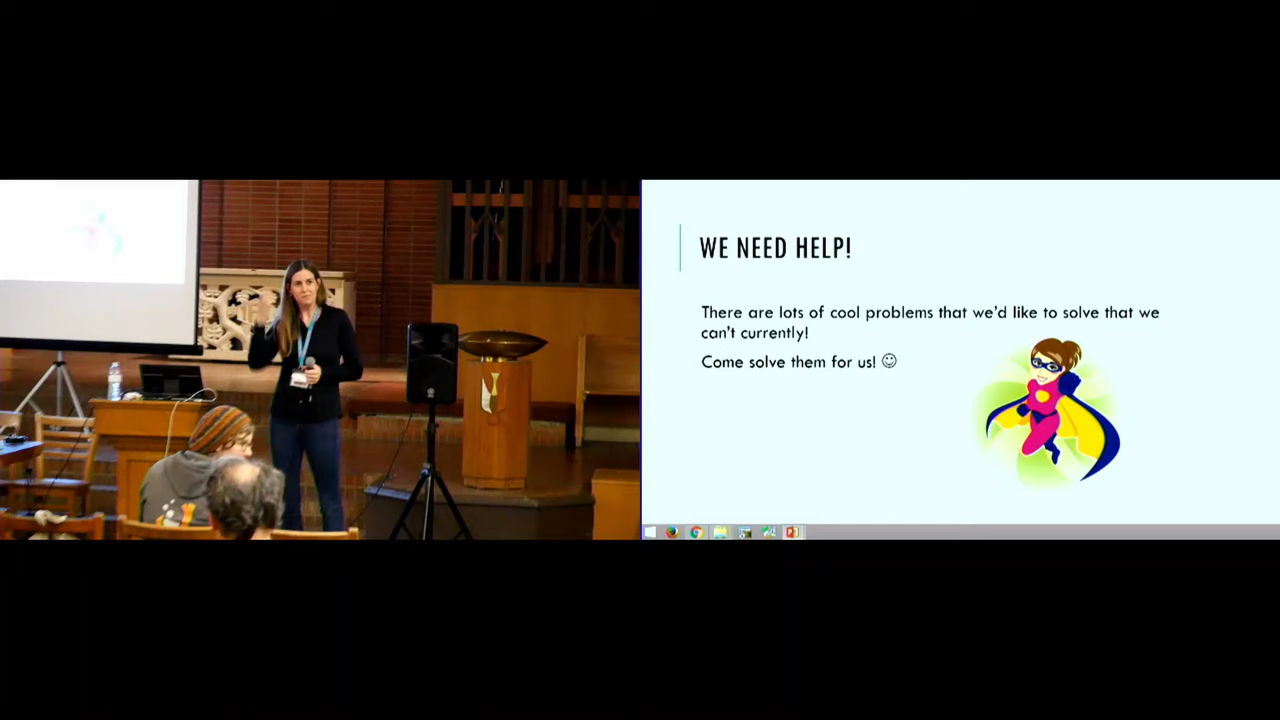 WE NEED HELP!
There are lots of cool problems that we'd like to solve that we
can't currently!
Come solve them for us! ☺